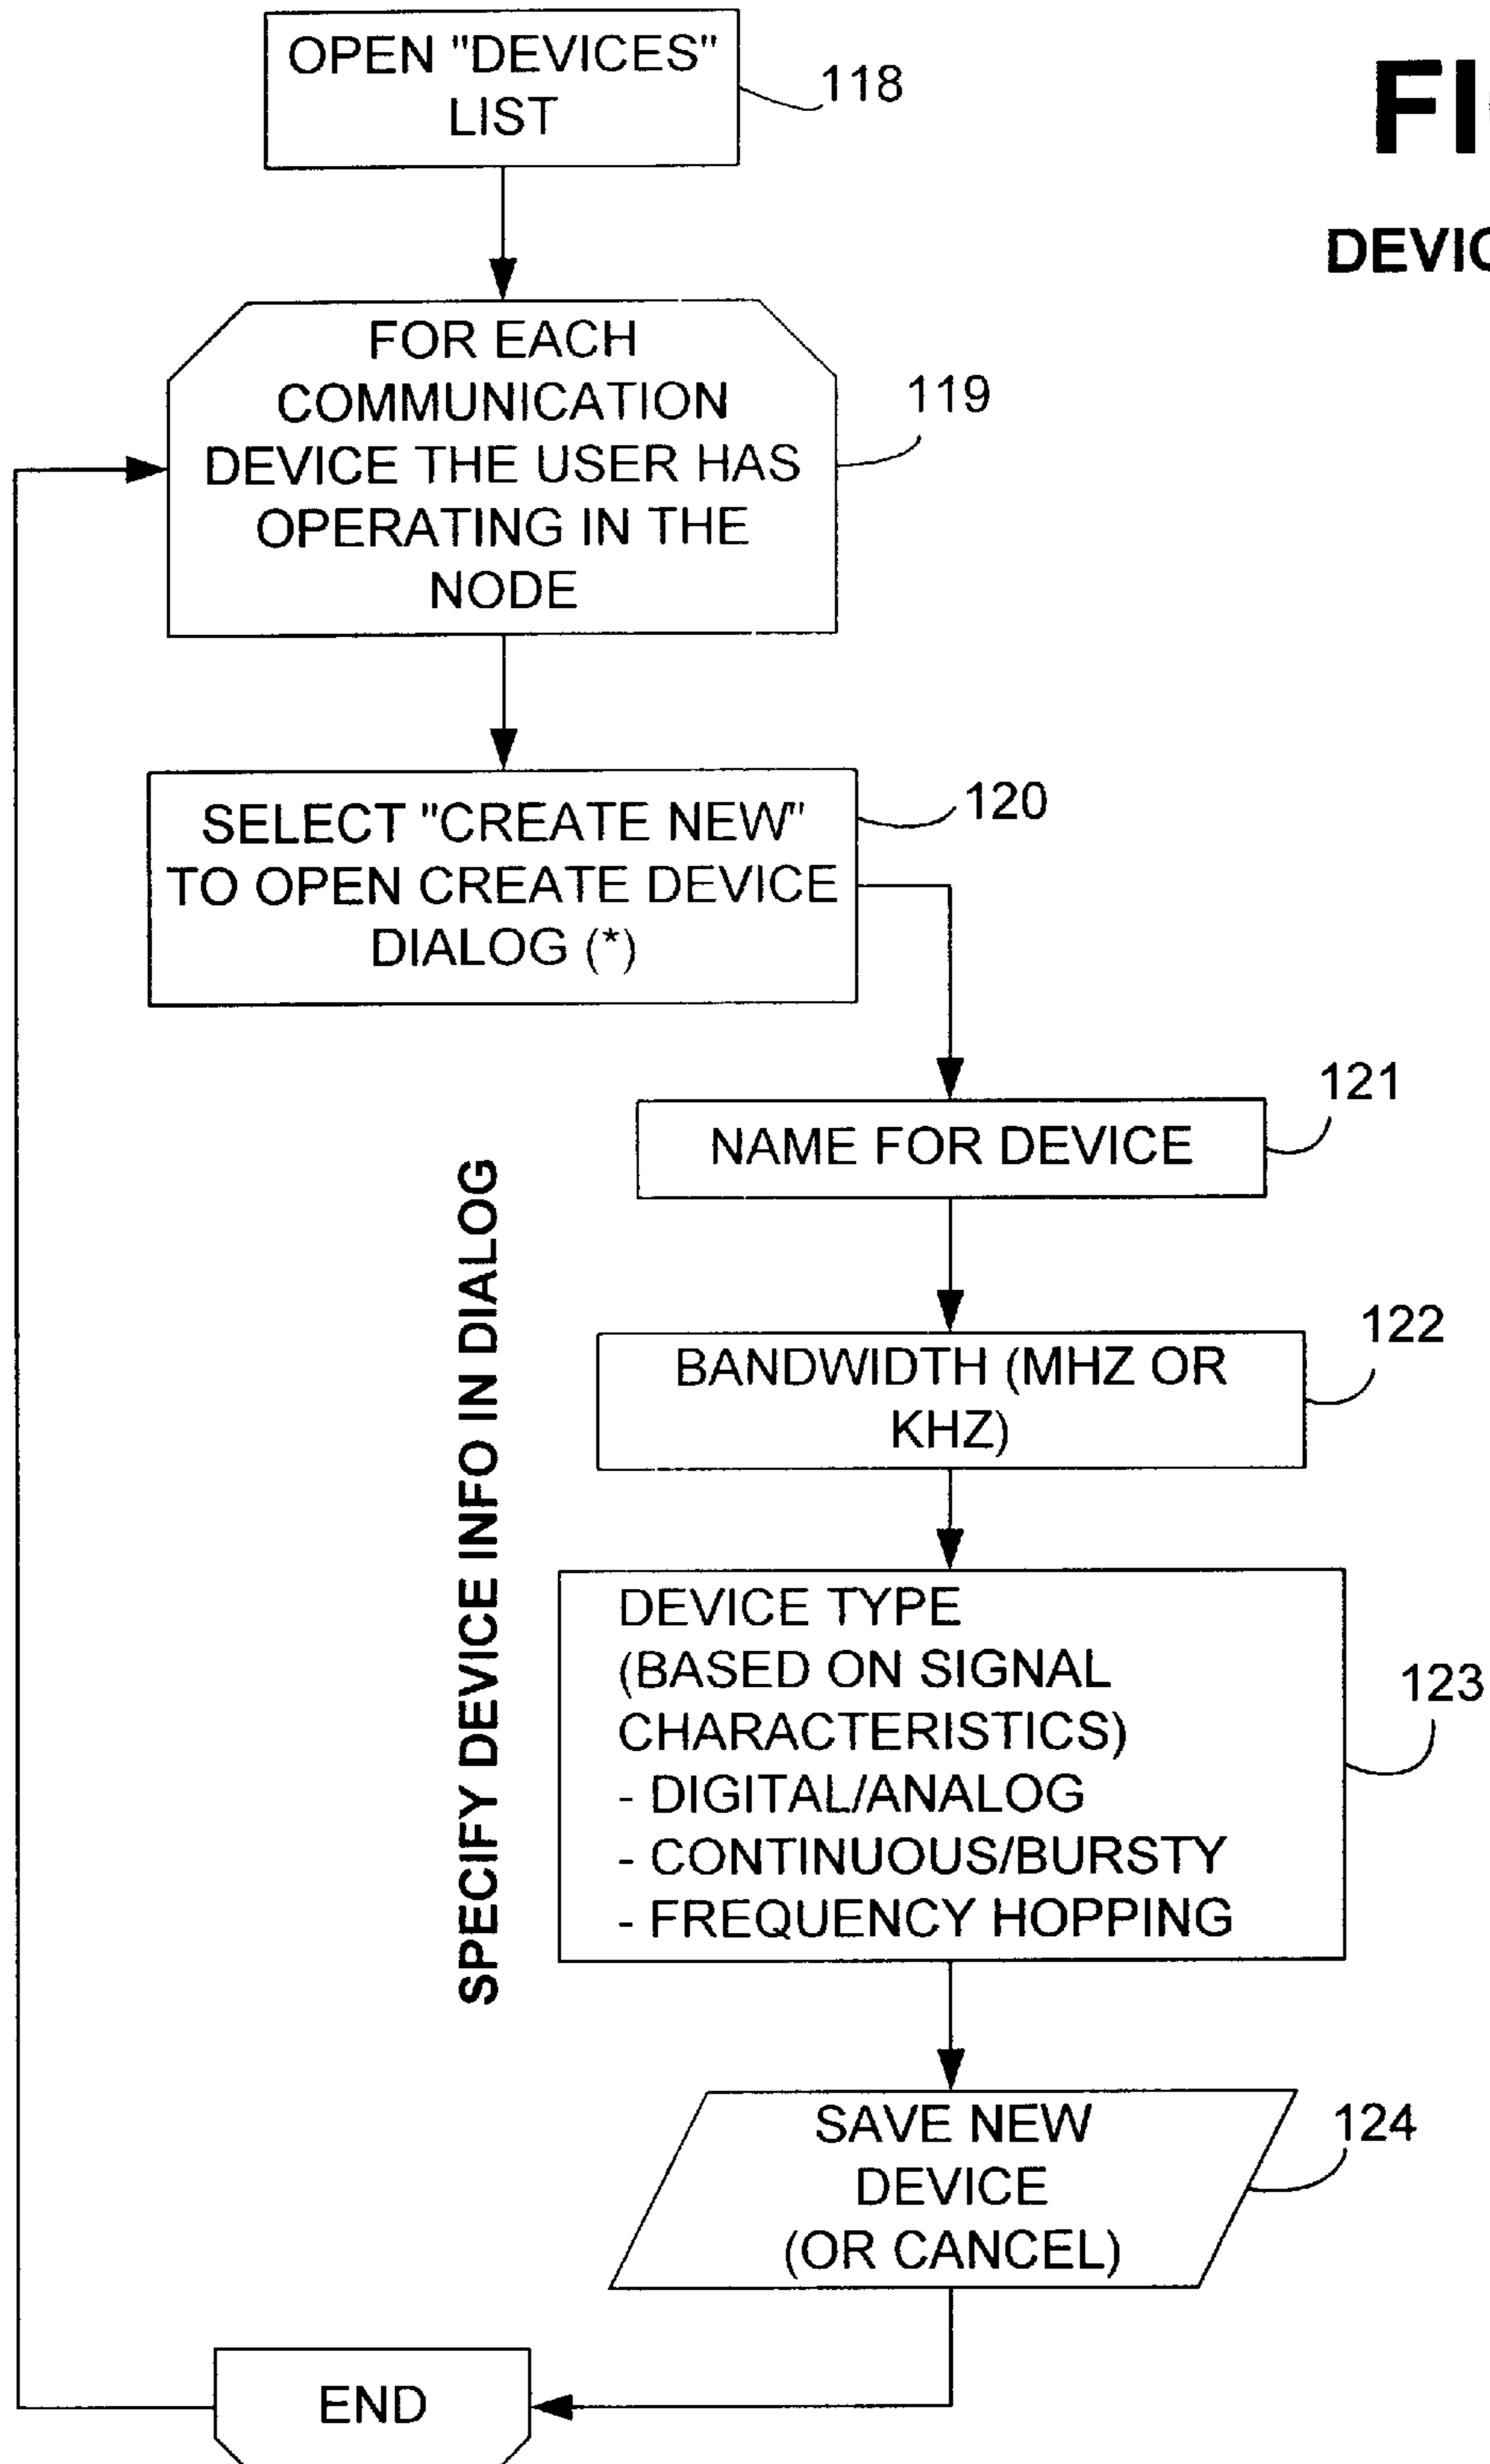 OPEN "DEVICES"
LIST
118
FOR EACH
COMMUNICATION
DEVICE THE USER HAS
OPERATING IN THE
NODE
119
SELECT "CREATE NEW"
TO OPEN CREATE DEVICE
DIALOG (*)
120
SPECIFY DEVICE INFO IN DIALOG
NAME FOR DEVICE
121
BANDWIDTH (MHZ OR
KHZ)
122
DEVICE TYPE
(BASED ON SIGNAL
CHARACTERISTICS)
- DIGITAL/ANALOG
- CONTINUOUS/BURSTY
- FREQUENCY HOPPING
123
SAVE NEW
DEVICE
(OR CANCEL)
124
END